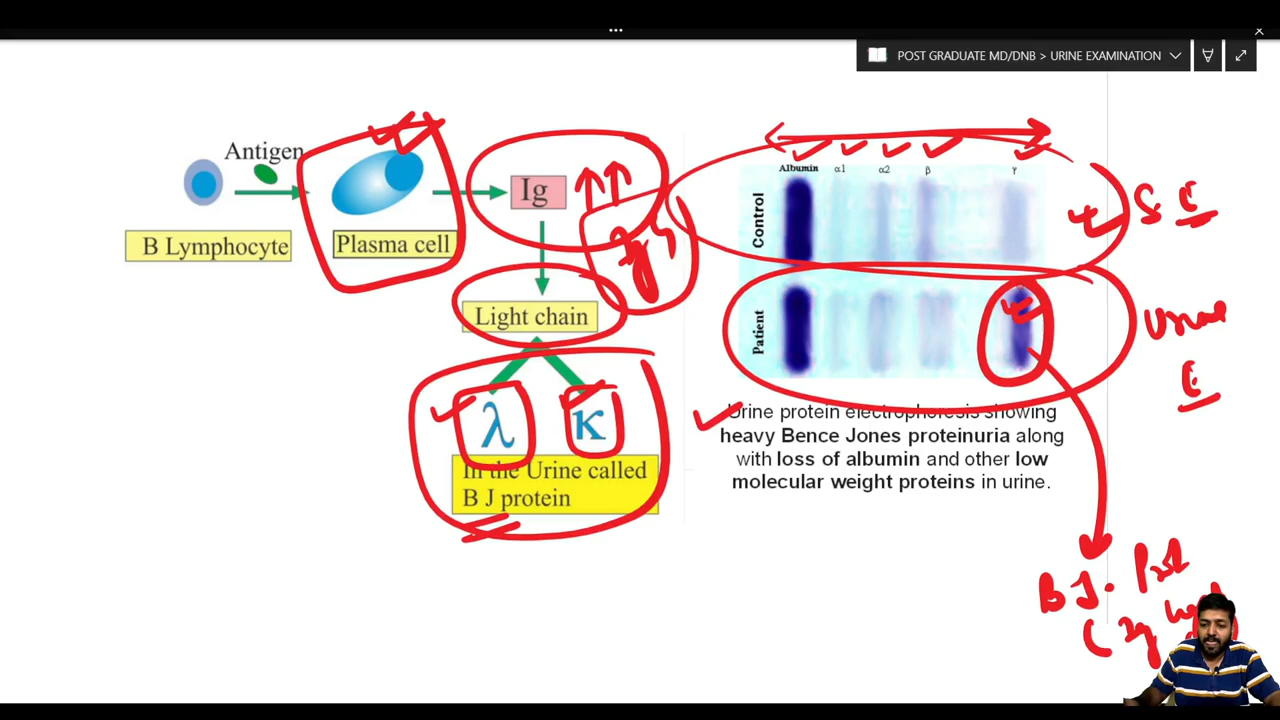 ...
POST GRADUATE MD/DNB > URINE EXAMINATION
Antigen
B Lymphocyte
Plasma cell
Ig
Light chain
λ
κ
In the Urine called
B J protein
Albumin α1 α2 β γ
Control
Patient
S E
Urine
E
Urine protein electrophoresis showing
heavy Bence Jones proteinuria along
with loss of albumin and other low
molecular weight proteins in urine.
B J.